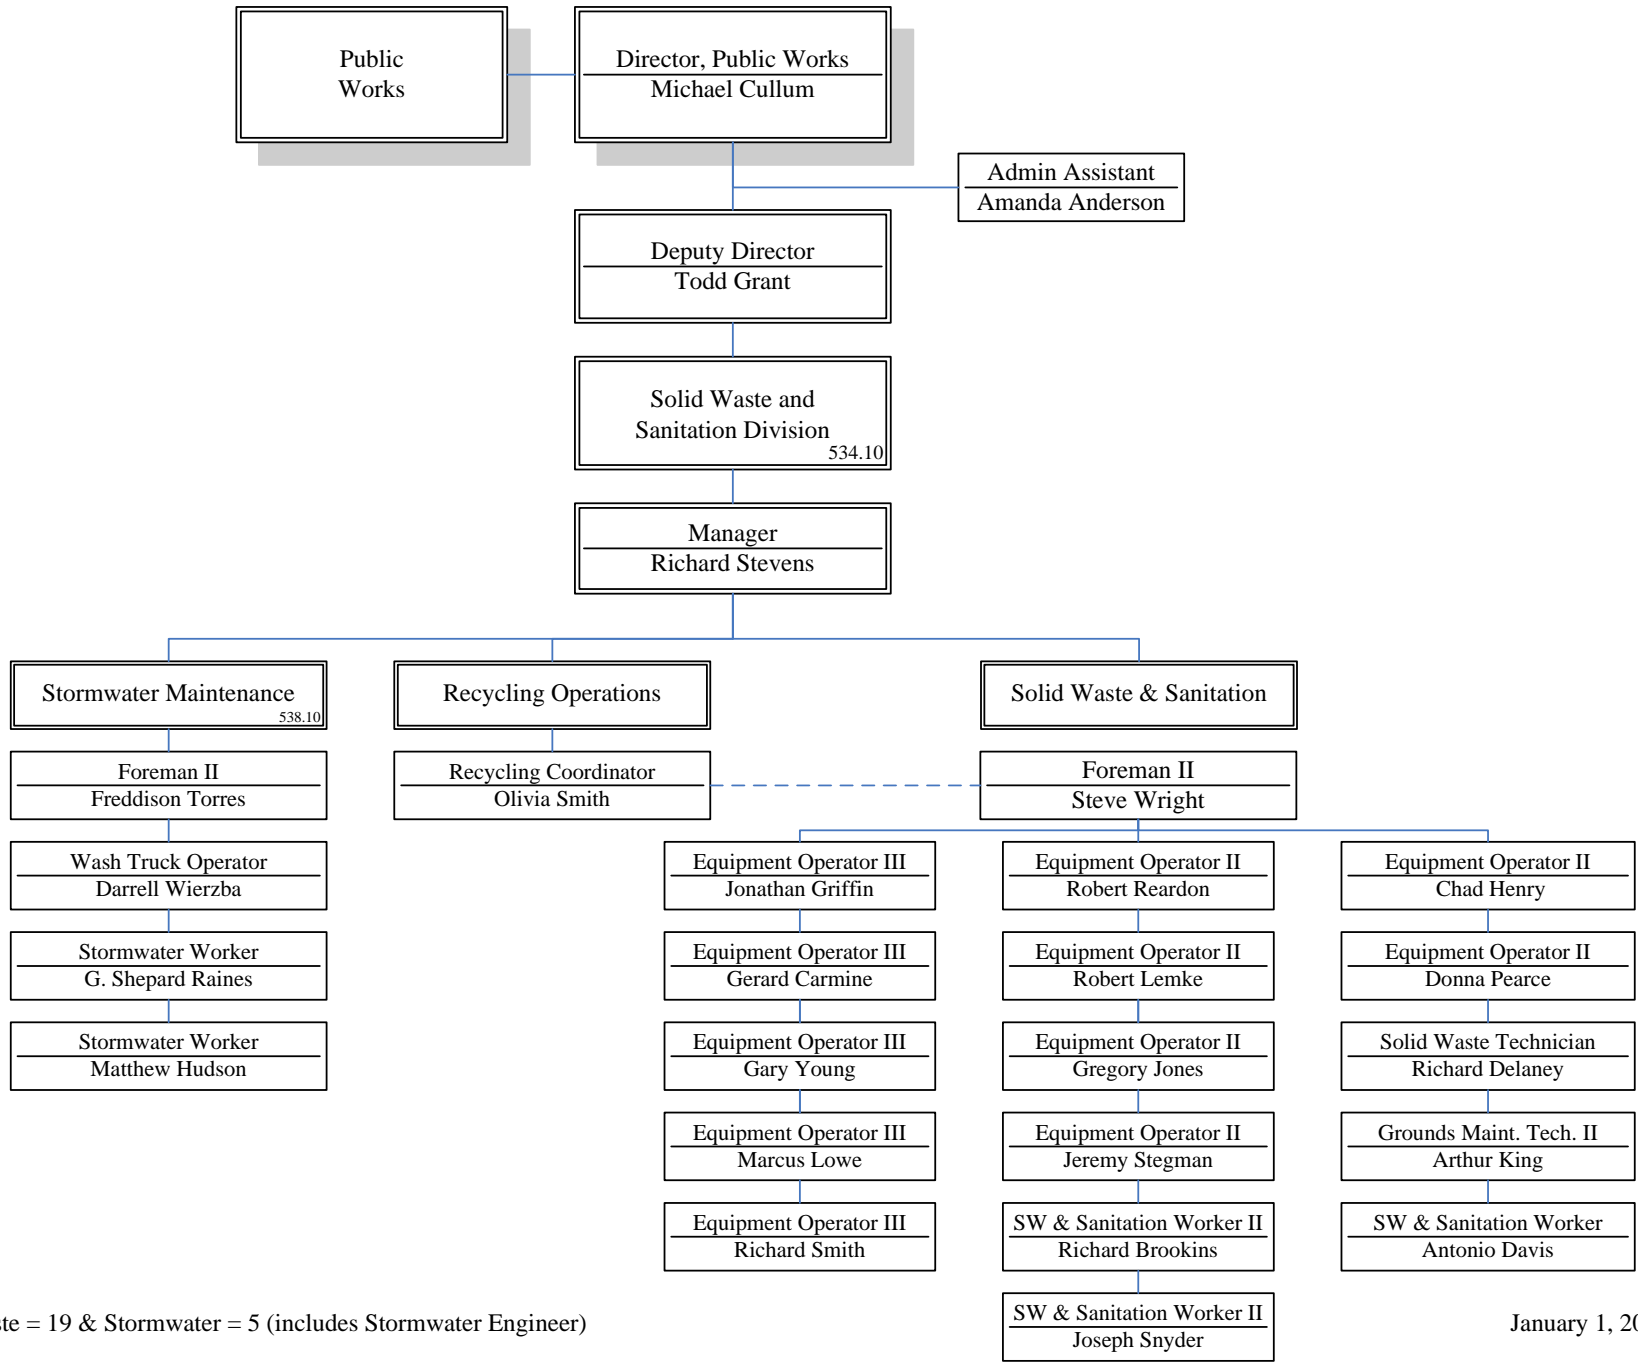 Public
Works
Director, Public Works
Michael Cullum
Admin Assistant
Amanda Anderson
Deputy Director
Todd Grant
Solid Waste and
Sanitation Division
534.10
Manager
Richard Stevens
Stormwater Maintenance
538.10
Recycling Operations
Solid Waste & Sanitation
Foreman II
Freddison Torres
Recycling Coordinator
Olivia Smith
Foreman II
Steve Wright
Wash Truck Operator
Darrell Wierzba
Stormwater Worker
G. Shepard Raines
Stormwater Worker
Matthew Hudson
Equipment Operator III
Jonathan Griffin
Equipment Operator III
Gerard Carmine
Equipment Operator III
Gary Young
Equipment Operator III
Marcus Lowe
Equipment Operator III
Richard Smith
Equipment Operator II
Robert Reardon
Equipment Operator II
Robert Lemke
Equipment Operator II
Gregory Jones
Equipment Operator II
Jeremy Stegman
SW & Sanitation Worker II
Richard Brookins
SW & Sanitation Worker II
Joseph Snyder
Equipment Operator II
Chad Henry
Equipment Operator II
Donna Pearce
Solid Waste Technician
Richard Delaney
Grounds Maint. Tech. II
Arthur King
SW & Sanitation Worker
Antonio Davis
= 19 & Stormwater = 5 (includes Stormwater Engineer)
January 1,